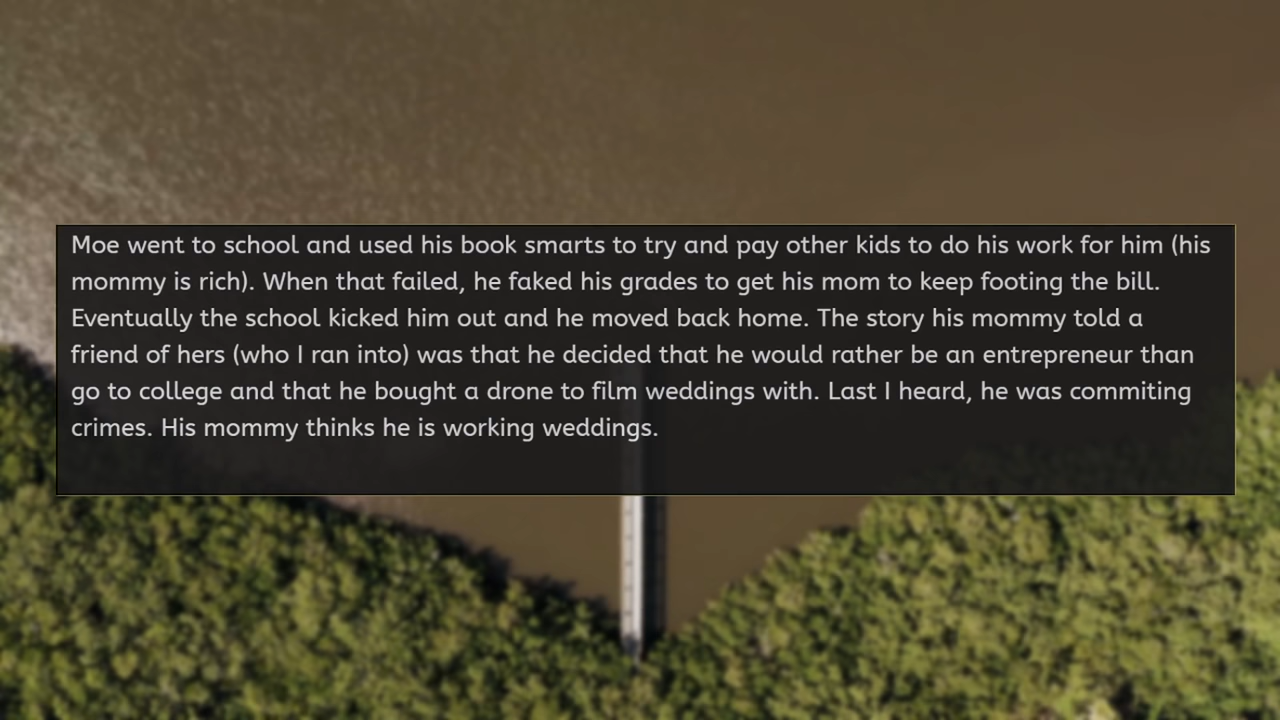 Moe went to school and used his book smarts to try and pay other kids to do his work for him (his
mommy is rich). When that failed, he faked his grades to get his mom to keep footing the bill.
Eventually the school kicked him out and he moved back home. The story his mommy told a
friend of hers (who I ran into) was that he decided that he would rather be an entrepreneur than
go to college and that he bought a drone to film weddings with. Last I heard, he was commiting
crimes. His mommy thinks he is working weddings.